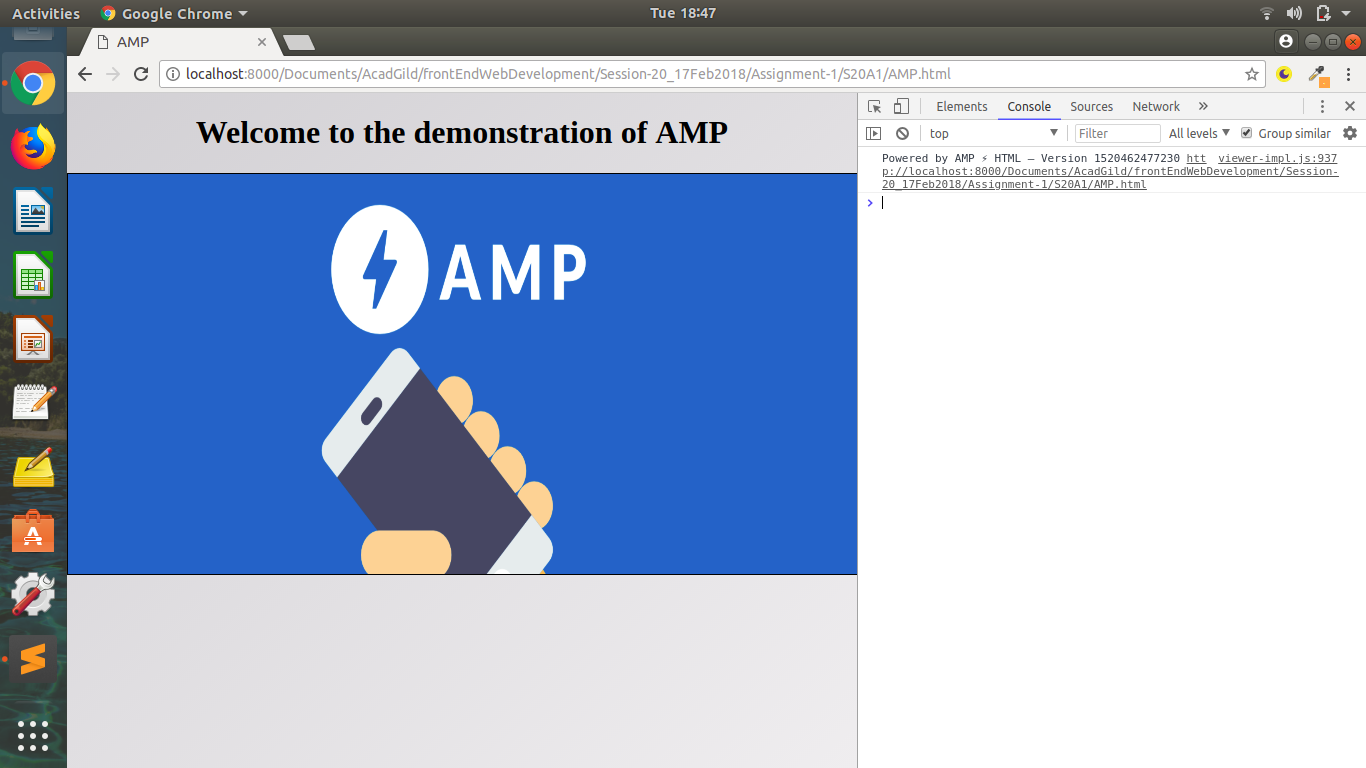 Activities Google Chrome Tue 18:47
AMP
localhost:8000/Documents/AcadGild/frontEndWebDevelopment/Session-20_17Feb2018/Assignment-1/S20A1/AMP.html
Welcome to the demonstration of AMP
AMP
Elements Console Sources Network »
top Filter All levels Group similar
Powered by AMP ⚡ HTML – Version 1520462477230 htt viewer-impl.js:937
p://localhost:8000/Documents/AcadGild/frontEndWebDevelopment/Session-
20_17Feb2018/Assignment-1/S20A1/AMP.html